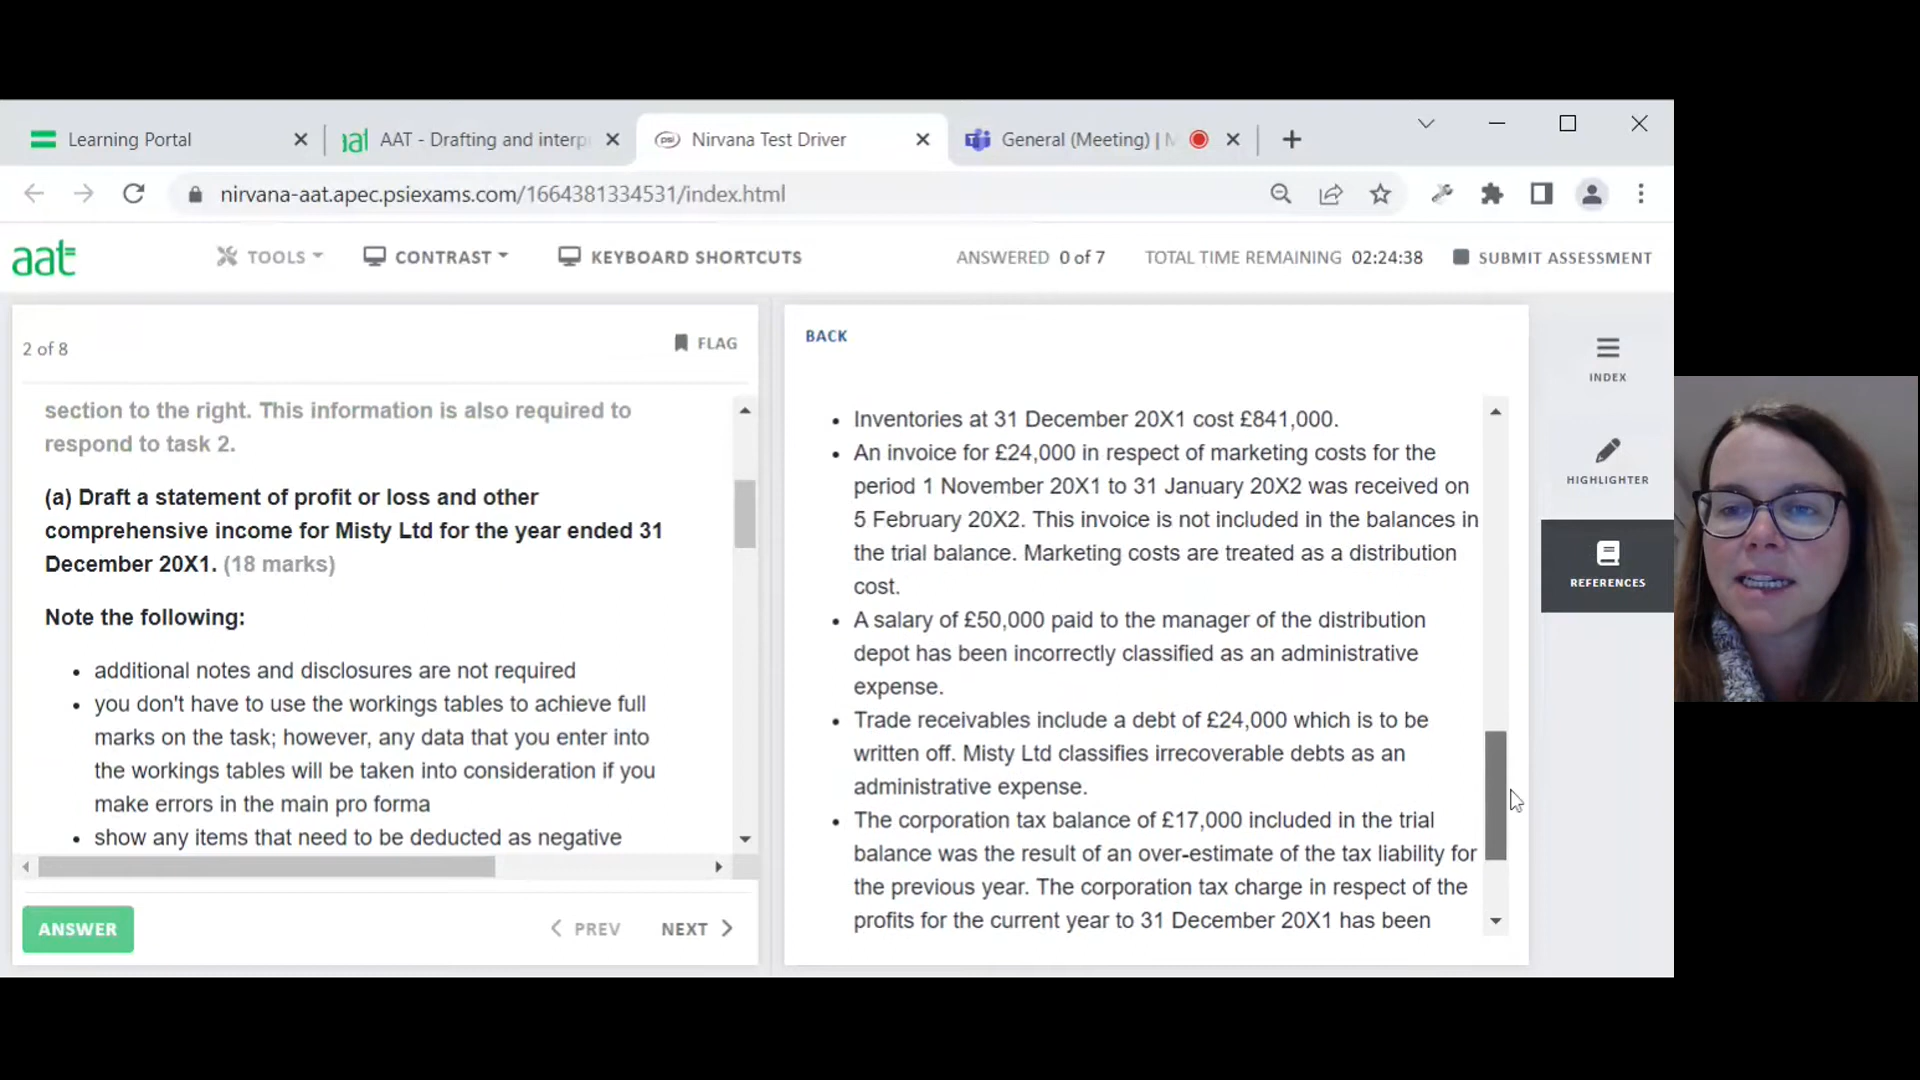 Learning Portal
AAT - Drafting and interp
Nirvana Test Driver
General (Meeting) |
nirvana-aat.apec.psiexams.com/1664381334531/index.html
aat
TOOLS
CONTRAST
KEYBOARD SHORTCUTS
ANSWERED 0 of 7
TOTAL TIME REMAINING 02:24:38
SUBMIT ASSESSMENT
2 of 8
FLAG
section to the right. This information is also required to
respond to task 2.
(a) Draft a statement of profit or loss and other
comprehensive income for Misty Ltd for the year ended 31
December 20X1. (18 marks)
Note the following:
• additional notes and disclosures are not required
• you don't have to use the workings tables to achieve full
marks on the task; however, any data that you enter into
the workings tables will be taken into consideration if you
make errors in the main pro forma
• show any items that need to be deducted as negative
ANSWER
PREV
NEXT
BACK
• Inventories at 31 December 20X1 cost £841,000.
• An invoice for £24,000 in respect of marketing costs for the
period 1 November 20X1 to 31 January 20X2 was received on
5 February 20X2. This invoice is not included in the balances in
the trial balance. Marketing costs are treated as a distribution
cost.
• A salary of £50,000 paid to the manager of the distribution
depot has been incorrectly classified as an administrative
expense.
• Trade receivables include a debt of £24,000 which is to be
written off. Misty Ltd classifies irrecoverable debts as an
administrative expense.
• The corporation tax balance of £17,000 included in the trial
balance was the result of an over-estimate of the tax liability for
the previous year. The corporation tax charge in respect of the
profits for the current year to 31 December 20X1 has been
INDEX
HIGHLIGHTER
REFERENCES